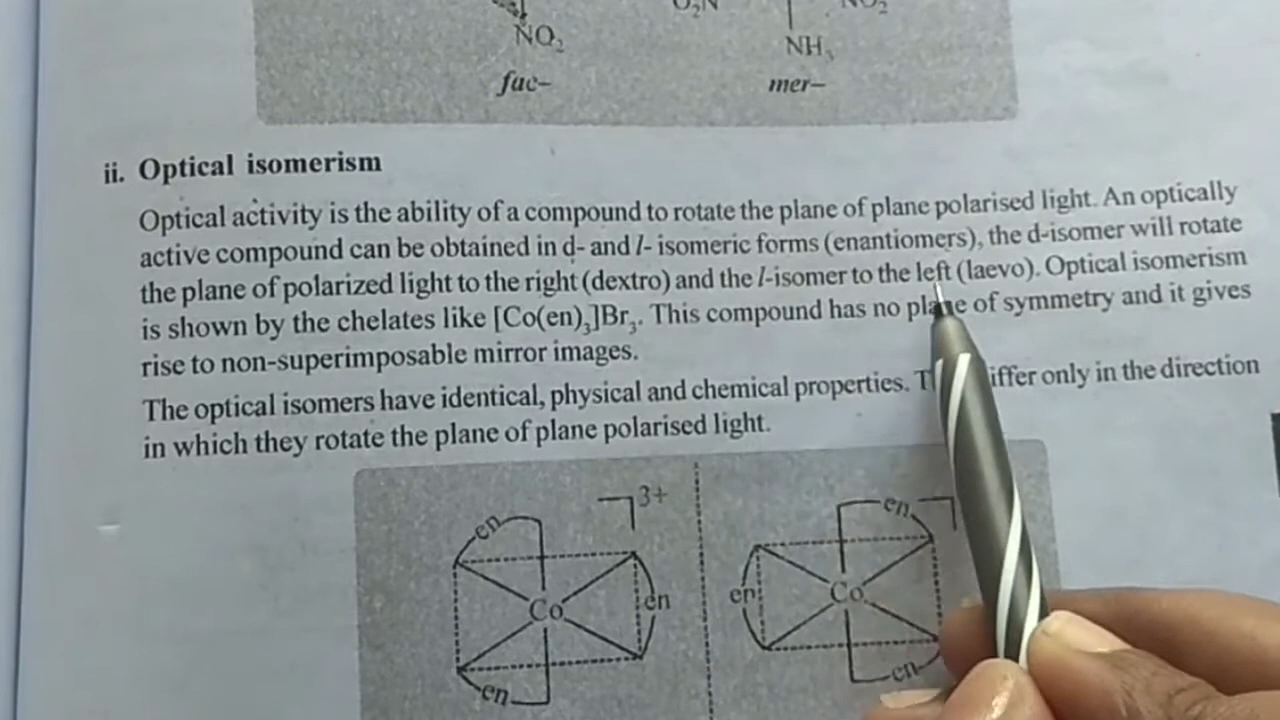 NO₂
O₂N
NO₂
NH₃
fac–
mer–
ii. Optical isomerism
Optical activity is the ability of a compound to rotate the plane of plane polarised light. An optically
active compound can be obtained in d- and l- isomeric forms (enantiomers), the d-isomer will rotate
the plane of polarized light to the right (dextro) and the l-isomer to the left (laevo). Optical isomerism
is shown by the chelates like [Co(en)₃]Br₃. This compound has no plane of symmetry and it gives
rise to non-superimposable mirror images.
The optical isomers have identical, physical and chemical properties. differ only in the direction
in which they rotate the plane of plane polarised light.
3+
en
en
Co
en
en
en
Co
en
en